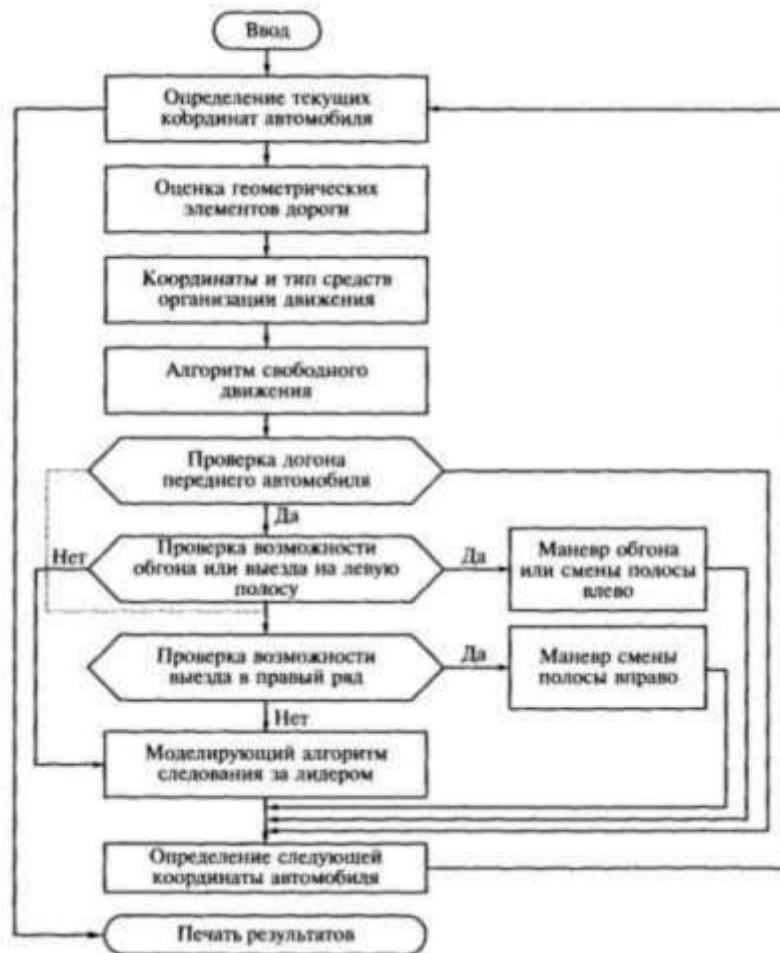 Ввод
Определение текущих
координат автомобиля
Оценка геометрических
элементов дороги
Координаты и тип средств
организации движения
Алгоритм свободного
движения
Проверка догона
переднего автомобиля
Да
Нет
Проверка возможности
обгона или выезда на левую
полосу
Да
Маневр обгона
или смены полосы
влево
Проверка возможности
выезда в правый ряд
Да
Маневр смены
полосы вправо
Нет
Моделирующий алгоритм
следования за лидером
Определение следующей
координаты автомобиля
Печать результатов